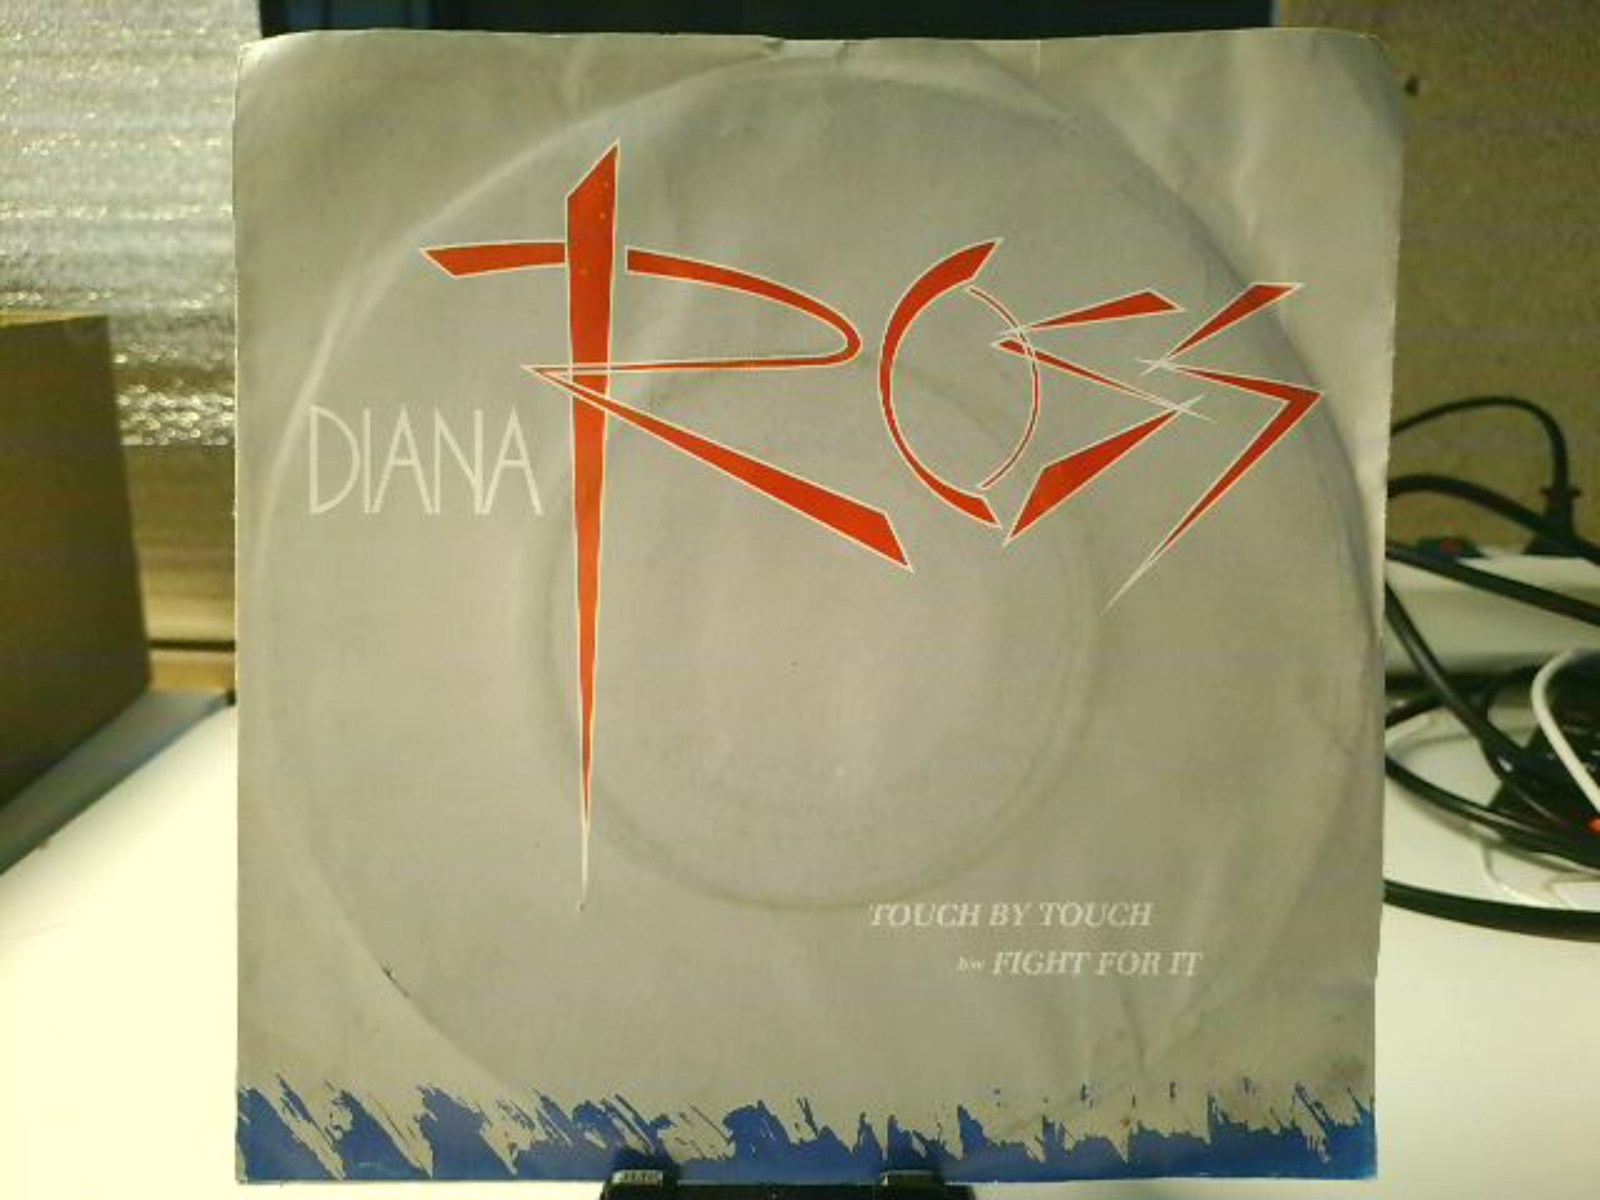 DIANA ROSS
TOUCH BY TOUCH
b/w FIGHT FOR IT